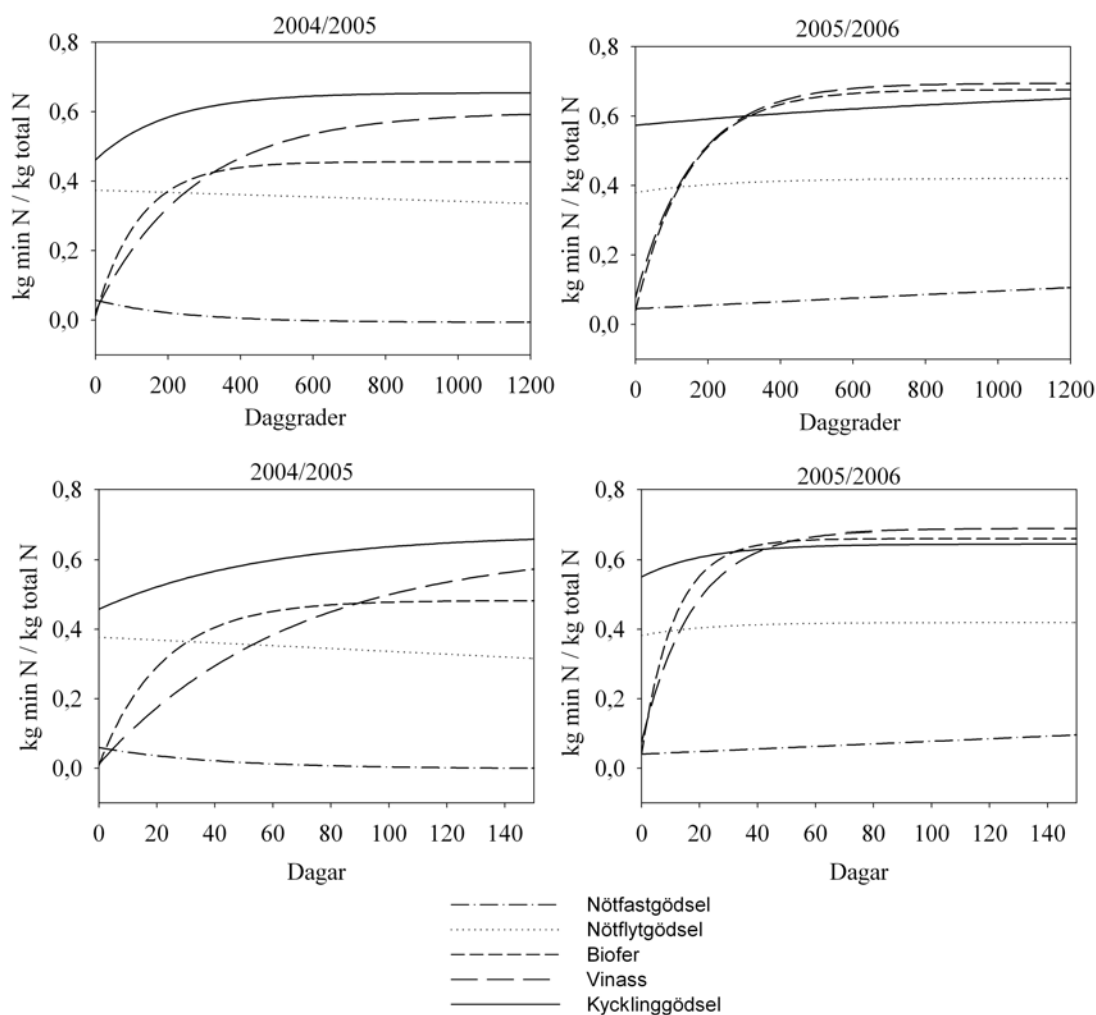 2004/2005
kg min N / kg total N
0,8
0,6
0,4
0,2
0,0
0 200 400 600 800 1000 1200
Daggrader
2005/2006
kg min N / kg total N
0,8
0,6
0,4
0,2
0,0
0 200 400 600 800 1000 1200
Daggrader
2004/2005
kg min N / kg total N
0,8
0,6
0,4
0,2
0,0
0 20 40 60 80 100 120 140
Dagar
2005/2006
kg min N / kg total N
0,8
0,6
0,4
0,2
0,0
0 20 40 60 80 100 120 140
Dagar
Nötfastgödsel
Nötflytgödsel
Biofer
Vinass
Kycklinggödsel